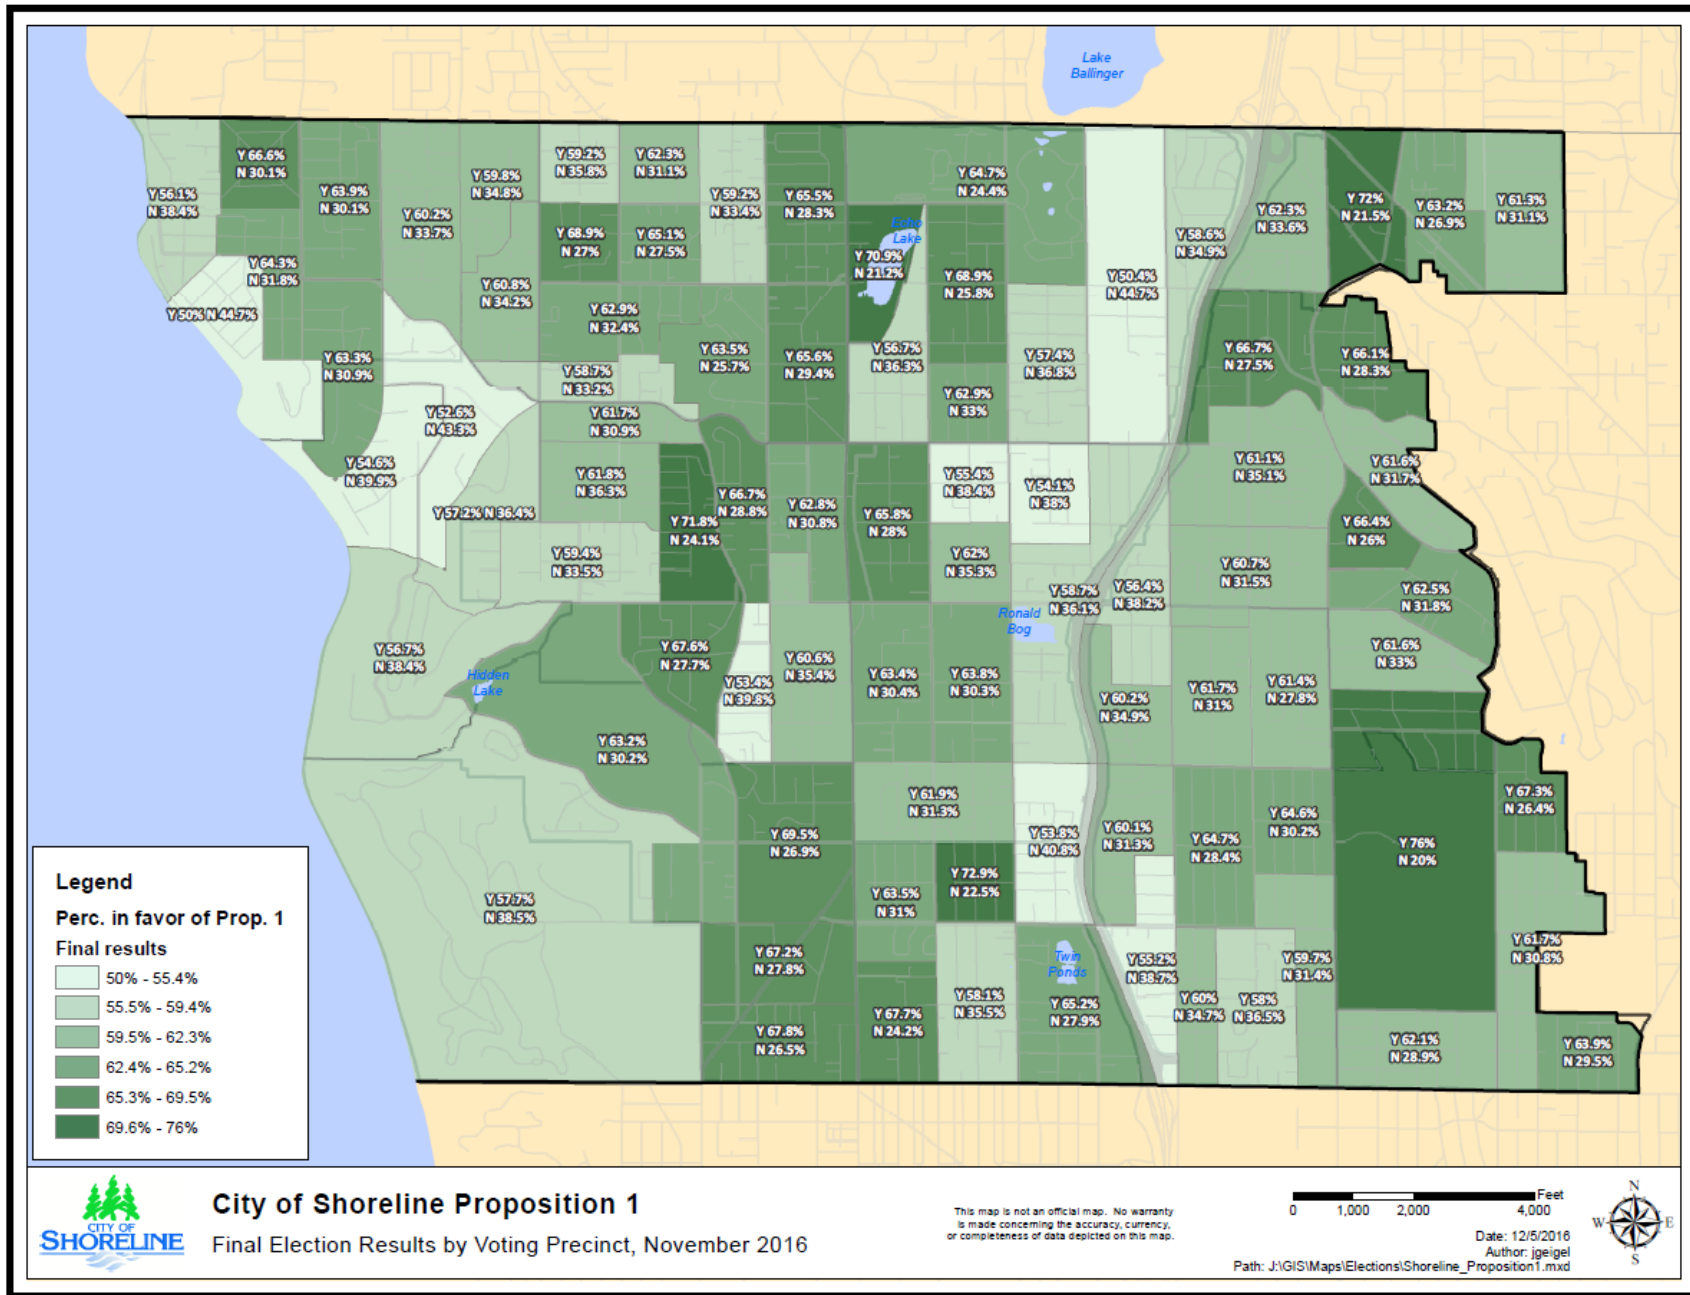 Lake
Ballinger
Y 66.6%
N 30.1%
Y 56.1%
N 38.4%
Y 63.9%
N 30.1%
Y 60.2%
N 33.7%
Y 59.8%
N 34.8%
Y 59.2%
N 35.8%
Y 62.3%
N 31.1%
Y 59.2%
N 33.4%
Y 65.5%
N 28.3%
Y 64.7%
N 24.4%
Y 58.6%
N 34.9%
Y 62.3%
N 33.6%
Y 72%
N 21.5%
Y 63.2%
N 26.9%
Y 61.3%
N 31.1%
Y 64.3%
N 31.8%
Y 50% N 44.7%
Y 68.9%
N 27%
Y 65.1%
N 27.5%
Echo
Lake
Y 70.9%
N 21.2%
Y 68.9%
N 25.8%
Y 50.4%
N 44.7%
Y 60.8%
N 34.2%
Y 62.9%
N 32.4%
Y 63.3%
N 30.9%
Y 58.7%
N 33.2%
Y 63.5%
N 25.7%
Y 65.6%
N 29.4%
Y 56.7%
N 36.3%
Y 62.9%
N 33%
Y 57.4%
N 36.8%
Y 66.7%
N 27.5%
Y 66.1%
N 28.3%
Y 52.6%
N 43.3%
Y 61.7%
N 30.9%
Y 54.6%
N 39.9%
Y 61.8%
N 36.3%
Y 57.2% N 36.4%
Y 59.4%
N 33.5%
Y 71.8%
N 24.1%
Y 66.7%
N 28.8%
Y 62.8%
N 30.8%
Y 65.8%
N 28%
Y 55.4%
N 38.4%
Y 54.1%
N 38%
Y 62%
N 35.3%
Y 61.1%
N 35.1%
Y 61.6%
N 31.7%
Y 66.4%
N 26%
Y 60.7%
N 31.5%
Y 58.7%
N 36.1%
Y 56.4%
N 38.2%
Y 62.5%
N 31.8%
Ronald
Bog
Y 56.7%
N 38.4%
Hidden
Lake
Y 67.6%
N 27.7%
Y 53.4%
N 39.8%
Y 60.6%
N 35.4%
Y 63.4%
N 30.4%
Y 63.8%
N 30.3%
Y 60.2%
N 34.9%
Y 61.7%
N 31%
Y 61.4%
N 27.8%
Y 61.6%
N 33%
Y 63.2%
N 30.2%
Y 61.9%
N 31.3%
Y 69.5%
N 26.9%
Y 53.8%
N 40.8%
Y 60.1%
N 31.3%
Y 64.7%
N 28.4%
Y 64.6%
N 30.2%
Y 76%
N 20%
Y 67.3%
N 26.4%
Y 57.7%
N 38.5%
Y 63.5%
N 31%
Y 72.9%
N 22.5%
Y 67.2%
N 27.8%
Twin
Ponds
Y 55.2%
N 38.7%
Y 59.7%
N 31.4%
Y 61.7%
N 30.8%
Y 67.8%
N 26.5%
Y 67.7%
N 24.2%
Y 58.1%
N 35.5%
Y 65.2%
N 27.9%
Y 60%
N 34.7%
Y 58%
N 36.5%
Y 62.1%
N 28.9%
Y 63.9%
N 29.5%
Legend
Perc. in favor of Prop. 1
Final results
50% - 55.4%
55.5% - 59.4%
59.5% - 62.3%
62.4% - 65.2%
65.3% - 69.5%
69.6% - 76%
CITY OF
SHORELINE
City of Shoreline Proposition 1
Final Election Results by Voting Precinct, November 2016
This map is not an official map. No warranty
is made concerning the accuracy, currency,
or completeness of data depicted on this map.
Feet
0 1,000 2,000 4,000
Date: 12/5/2016
Author: jgeigel
Path: J:\GIS\Maps\Elections\Shoreline_Proposition1.mxd
N
W E
S